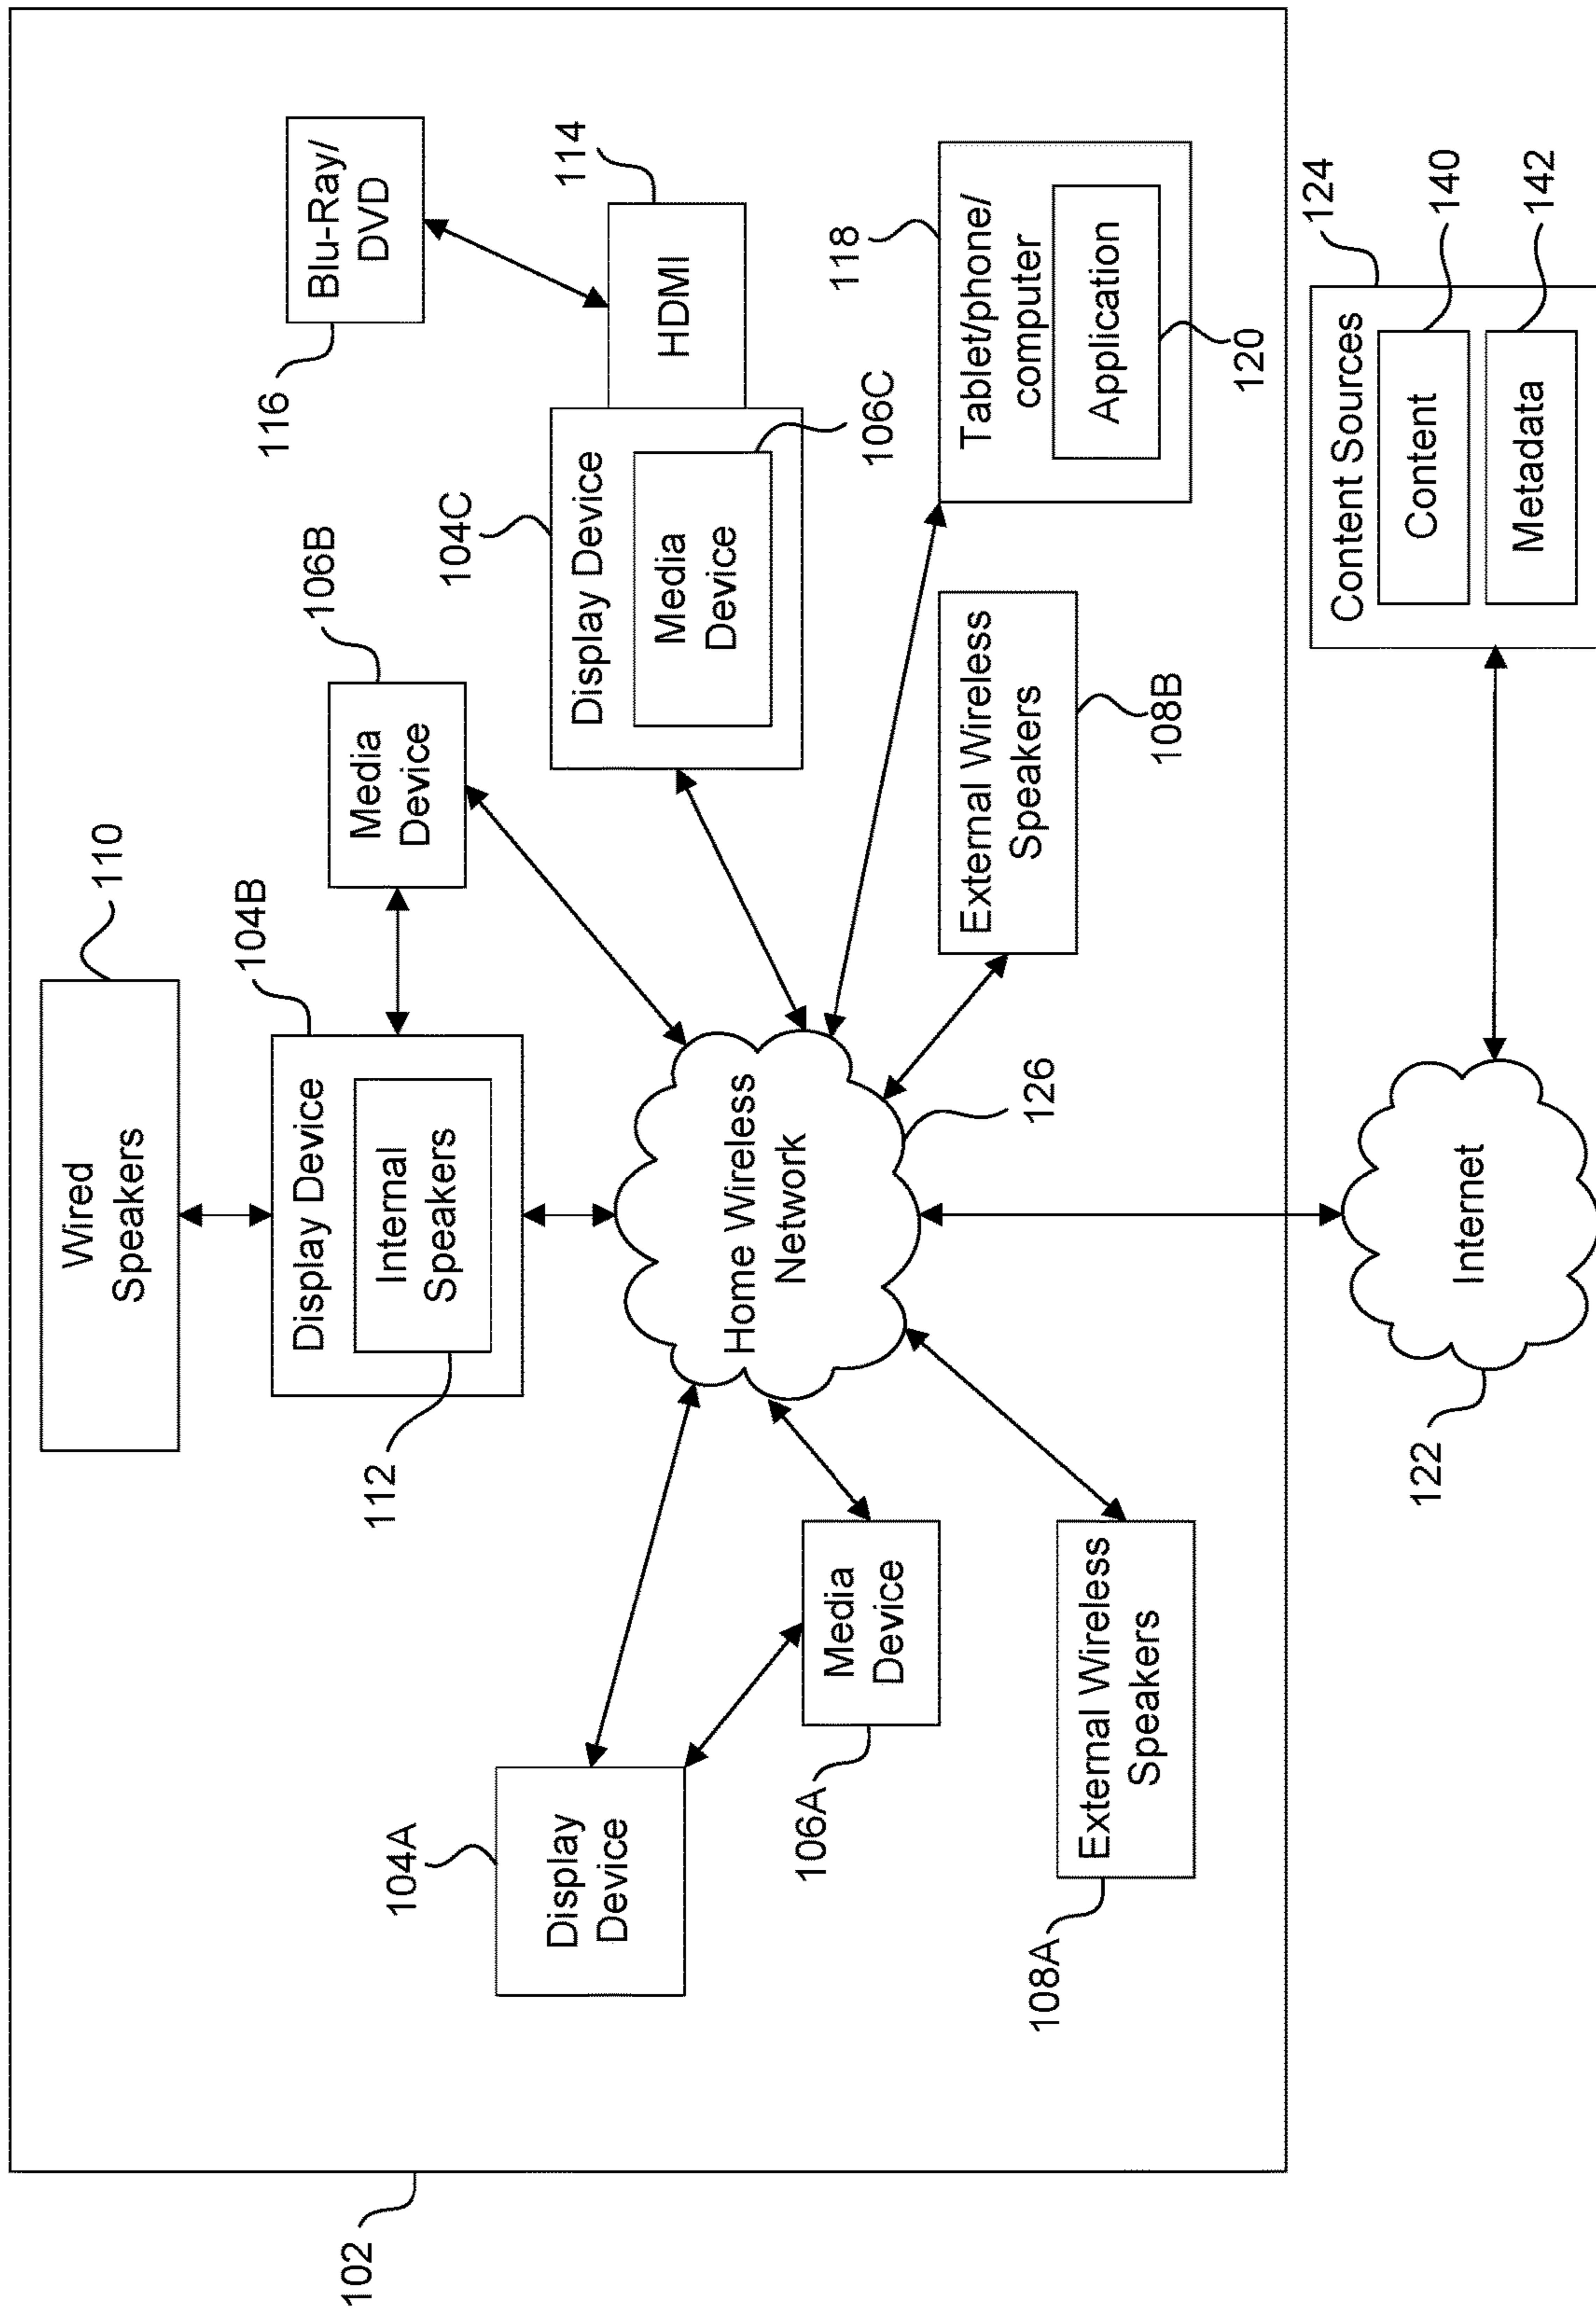 102
Wired
Speakers
110
Display Device
Internal
Speakers
104B
112
Media
Device
106B
116
Blu-Ray/
DVD
104C
Display Device
Media
Device
106C
HDMI
114
104A
Display
Device
106A
Media
Device
Home Wireless
Network
126
108A
External Wireless
Speakers
External Wireless
Speakers
108B
118
Tablet/phone/
computer
Application
120
122
Internet
Content Sources
124
Content
140
Metadata
142